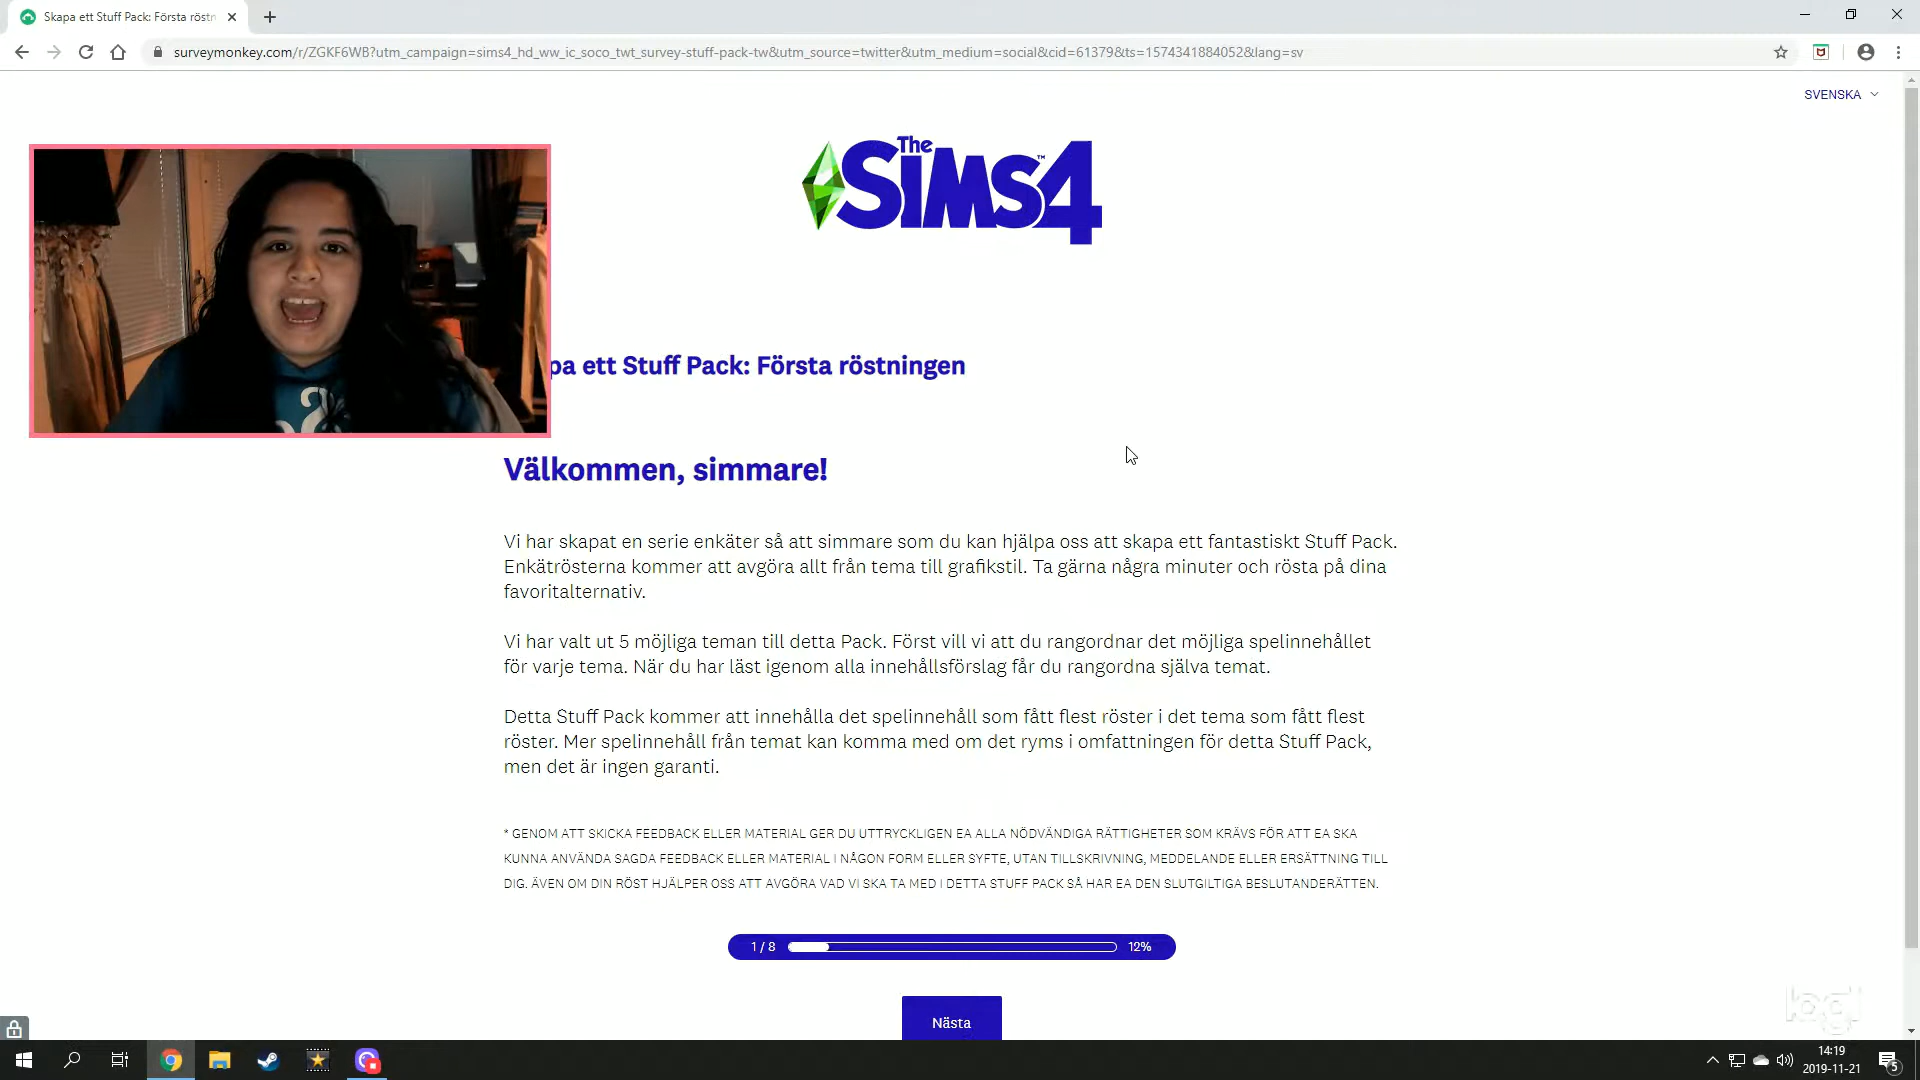 Skapa ett Stuff Pack: Första röstn
surveymonkey.com/r/ZGKF6WB?utm_campaign=sims4_hd_ww_ic_soco_twt_survey-stuff-pack-tw&utm_source=twitter&utm_medium=social&cid=61379&ts=1574341884052&lang=sv
SVENSKA
The
SIMS4
™
pa ett Stuff Pack: Första röstningen
Välkommen, simmare!
Vi har skapat en serie enkäter så att simmare som du kan hjälpa oss att skapa ett fantastiskt Stuff Pack.
Enkätrösterna kommer att avgöra allt från tema till grafikstil. Ta gärna några minuter och rösta på dina
favoritalternativ.
Vi har valt ut 5 möjliga teman till detta Pack. Först vill vi att du rangordnar det möjliga spelinnehållet
för varje tema. När du har läst igenom alla innehållsförslag får du rangordna själva temat.
Detta Stuff Pack kommer att innehålla det spelinnehåll som fått flest röster i det tema som fått flest
röster. Mer spelinnehåll från temat kan komma med om det ryms i omfattningen för detta Stuff Pack,
men det är ingen garanti.
* GENOM ATT SKICKA FEEDBACK ELLER MATERIAL GER DU UTTRYCKLIGEN EA ALLA NÖDVÄNDIGA RÄTTIGHETER SOM KRÄVS FÖR ATT EA SKA
KUNNA ANVÄNDA SAGDA FEEDBACK ELLER MATERIAL I NÅGON FORM ELLER SYFTE, UTAN TILLSKRIVNING, MEDDELANDE ELLER ERSÄTTNING TILL
DIG. ÄVEN OM DIN RÖST HJÄLPER OSS ATT AVGÖRA VAD VI SKA TA MED I DETTA STUFF PACK SÅ HAR EA DEN SLUTGILTIGA BESLUTANDERÄTTEN.
1 / 8 12%
Nästa
14:19
2019-11-21
5